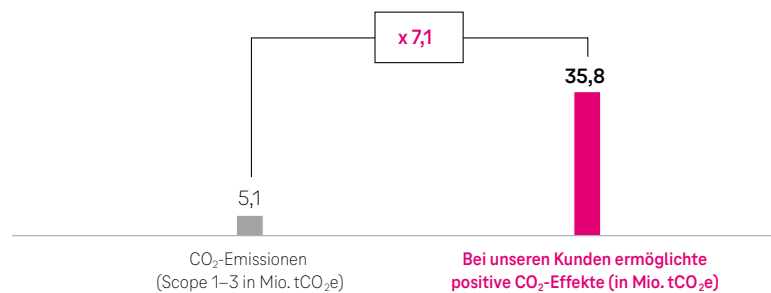 x 7,1
35,8
5,1
CO₂-Emissionen
(Scope 1–3 in Mio. tCO₂e)
Bei unseren Kunden ermöglichte
positive CO₂-Effekte (in Mio. tCO₂e)